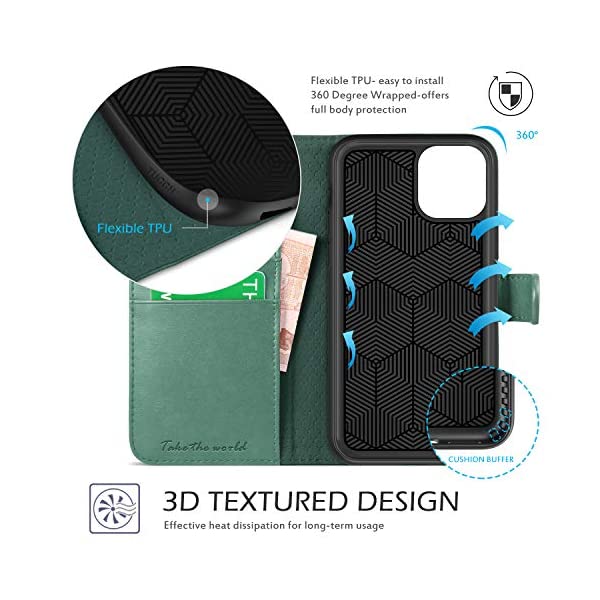 Flexible TPU- easy to install
360 Degree Wrapped-offers
full body protection
360°
Flexible TPU
TH
Take the world
CUSHION BUFFER
3D TEXTURED DESIGN
Effective heat dissipation for long-term usage